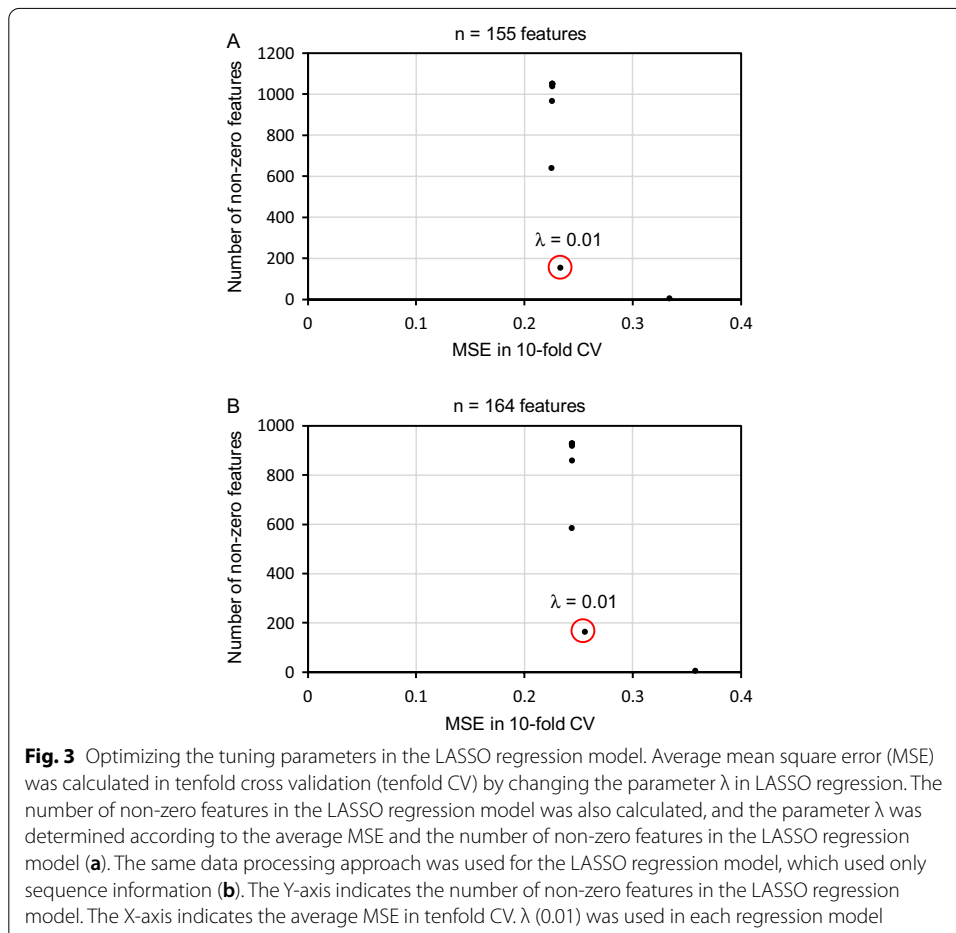 A
n = 155 features
1200
1000
800
600
400
200
0
Number of non-zero features
λ = 0.01
0 0.1 0.2 0.3 0.4
MSE in 10-fold CV
B
n = 164 features
1000
800
600
400
200
0
Number of non-zero features
λ = 0.01
0 0.1 0.2 0.3 0.4
MSE in 10-fold CV
Fig. 3 Optimizing the tuning parameters in the LASSO regression model. Average mean square error (MSE)
was calculated in tenfold cross validation (tenfold CV) by changing the parameter λ in LASSO regression. The
number of non-zero features in the LASSO regression model was also calculated, and the parameter λ was
determined according to the average MSE and the number of non-zero features in the LASSO regression
model (a). The same data processing approach was used for the LASSO regression model, which used only
sequence information (b). The Y-axis indicates the number of non-zero features in the LASSO regression
model. The X-axis indicates the average MSE in tenfold CV. λ (0.01) was used in each regression model